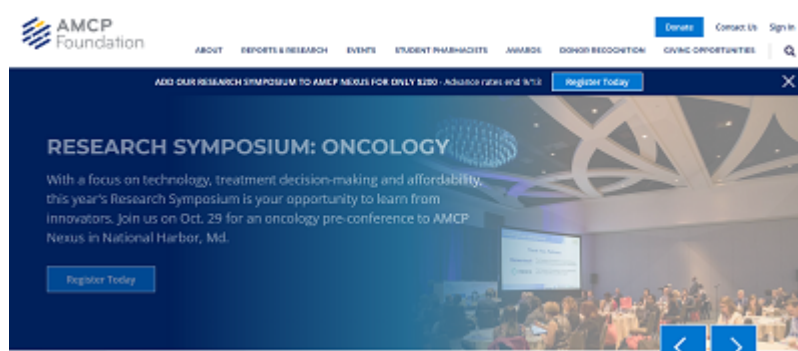 AMCP
Foundation
Donate Contact Us Sign In
ABOUT REPORTS & RESEARCH EVENTS STUDENT PHARMACISTS AWARDS DONOR RECOGNITION GIVING OPPORTUNITIES
ADD OUR RESEARCH SYMPOSIUM TO AMCP NEXUS FOR ONLY $200 - Advance rates end 9/13 Register Today
RESEARCH SYMPOSIUM: ONCOLOGY
With a focus on technology, treatment decision-making and affordability,
this year's Research Symposium is your opportunity to learn from
innovators. Join us on Oct. 29 for an oncology pre-conference to AMCP
Nexus in National Harbor, Md.
Register Today